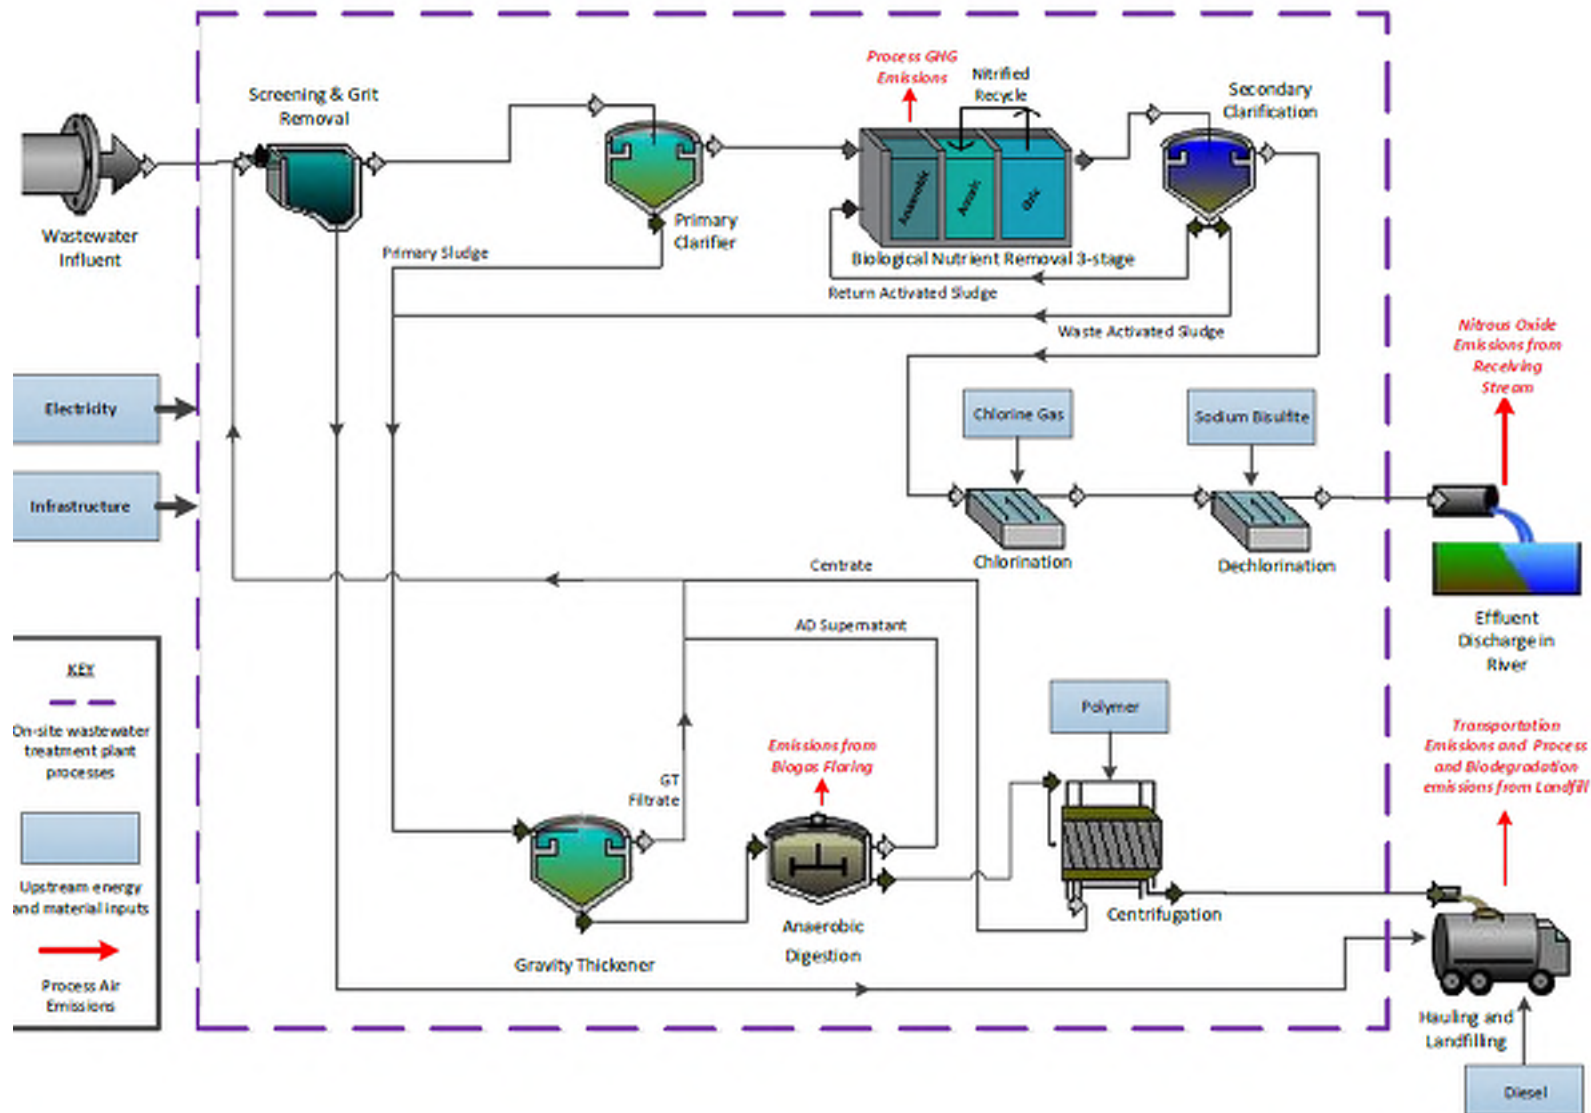 Process GHG
Emissions
Nitrified
Recycle
Screening & Grit
Removal
Secondary
Clarification
Anaerobic
Anoxic
Oxic
Wastewater
Influent
Primary
Clarifier
Primary Sludge
Biological Nutrient Removal 3-stage
Return Activated Sludge
Waste Activated Sludge
Nitrous Oxide
Emissions from
Receiving
Stream
Electricity
Chlorine Gas
Sodium Bisulfite
Infrastructure
Chlorination
Dechlorination
Centrate
AD Supernatant
Effluent
Discharge in
River
KEY
On-site wastewater
treatment plant
processes
Polymer
Transportation
Emissions and Process
and Biodegradation
emissions from Landfill
Emissions from
Biogas Flaring
GT
Filtrate
Upstream energy
and material inputs
Centrifugation
Anaerobic
Digestion
Gravity Thickener
Process Air
Emissions
Hauling and
Landfilling
Diesel